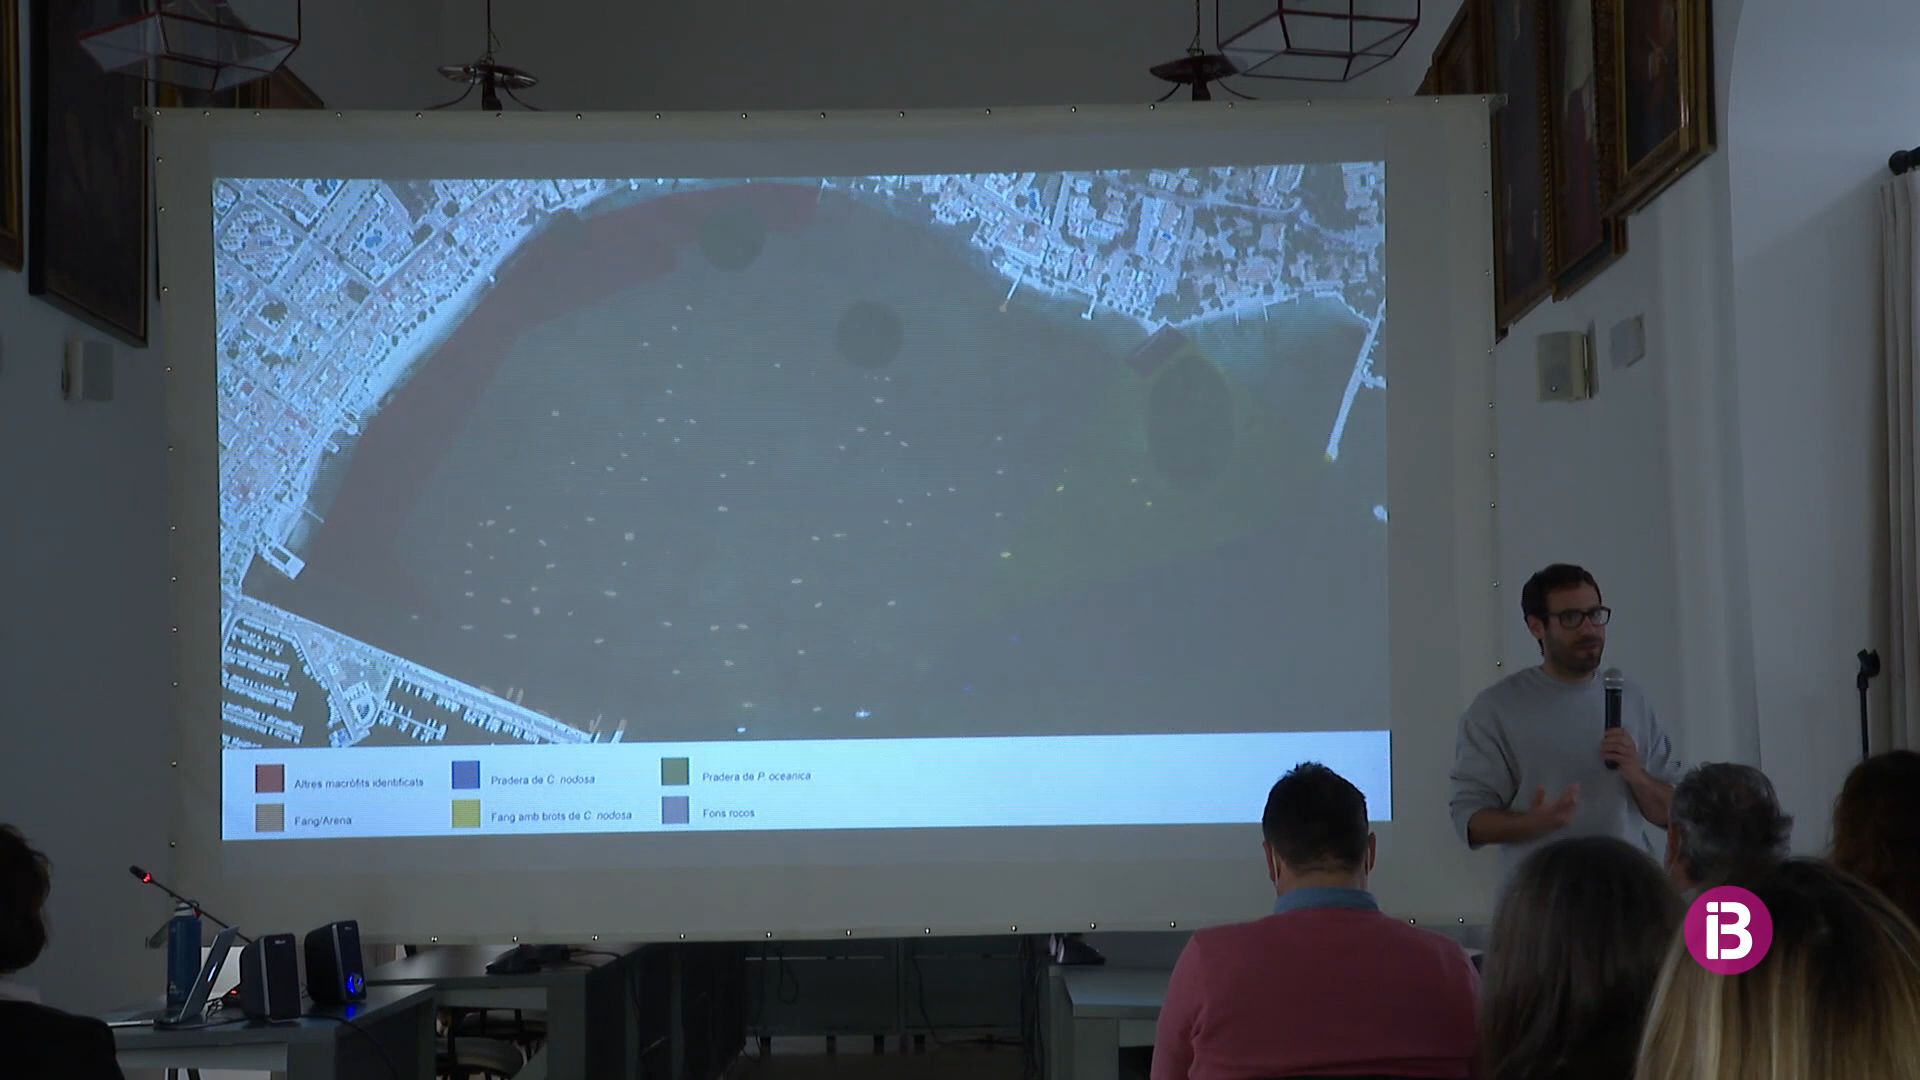 Altres macròfits identificats
Pradera de C. nodosa
Pradera de P. oceanica
Fang/Arena
Fang amb brots de C. nodosa
Fons rocós
IB